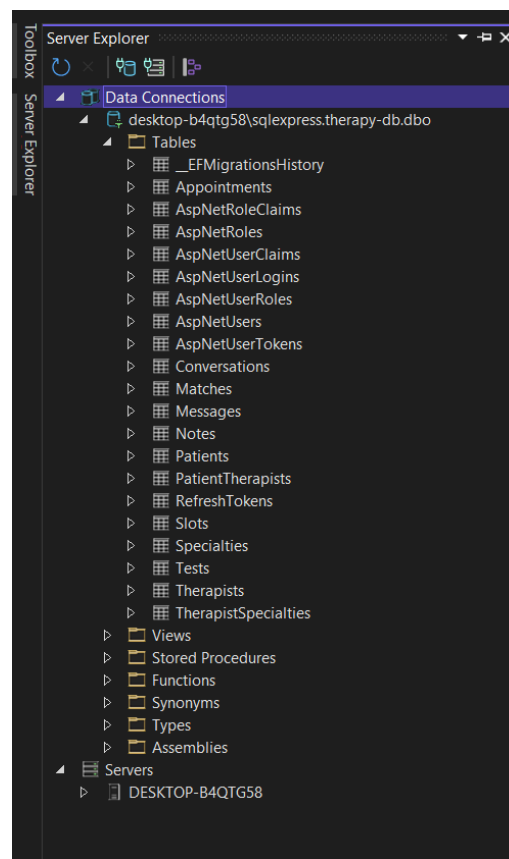 Toolbox
Server Explorer
Server Explorer
Data Connections
desktop-b4qtg58\sqlexpress.therapy-db.dbo
Tables
__EFMigrationsHistory
Appointments
AspNetRoleClaims
AspNetRoles
AspNetUserClaims
AspNetUserLogins
AspNetUserRoles
AspNetUsers
AspNetUserTokens
Conversations
Matches
Messages
Notes
Patients
PatientTherapists
RefreshTokens
Slots
Specialties
Tests
Therapists
TherapistSpecialties
Views
Stored Procedures
Functions
Synonyms
Types
Assemblies
Servers
DESKTOP-B4QTG58